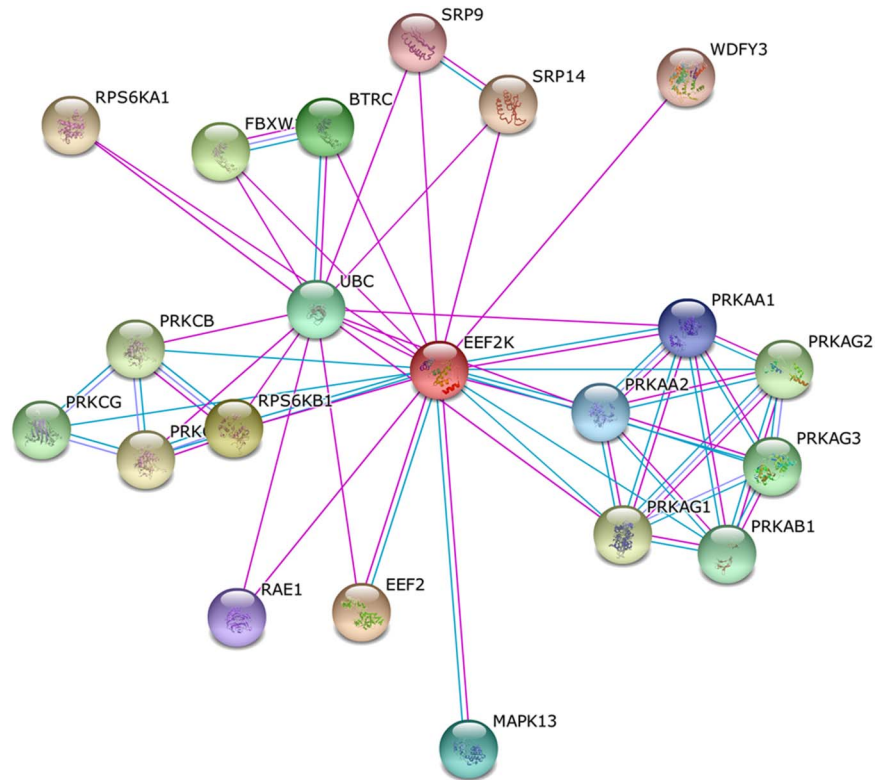 SRP9
WDFY3
SRP14
RPS6KA1
BTRC
UBC
PRKAA1
PRKCB
EEF2K
PRKAG2
PRKAA2
RPS6KB1
PRKCG
PRKAG3
PRKAG1
PRKAB1
RAE1
EEF2
MAPK13